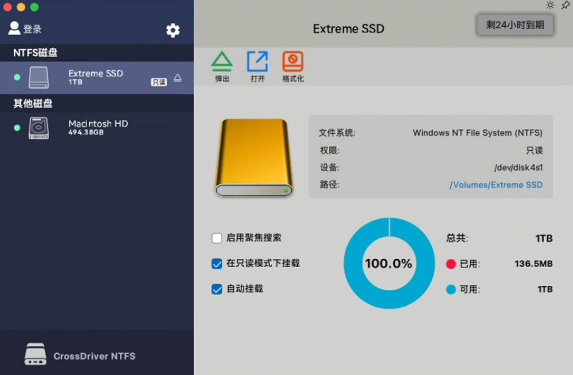 登录
NTFS磁盘
Extreme SSD
1TB
只读
其他磁盘
Macintosh HD
494.38GB
CrossDriver NTFS
Extreme SSD
剩24小时到期
弹出
打开
格式化
文件系统: Windows NT File System (NTFS)
权限: 只读
设备: /dev/disk4s1
路径: /Volumes/Extreme SSD
启用聚焦搜索
在只读模式下挂载
自动挂载
100.0%
总共: 1TB
已用: 136.5MB
可用: 1TB